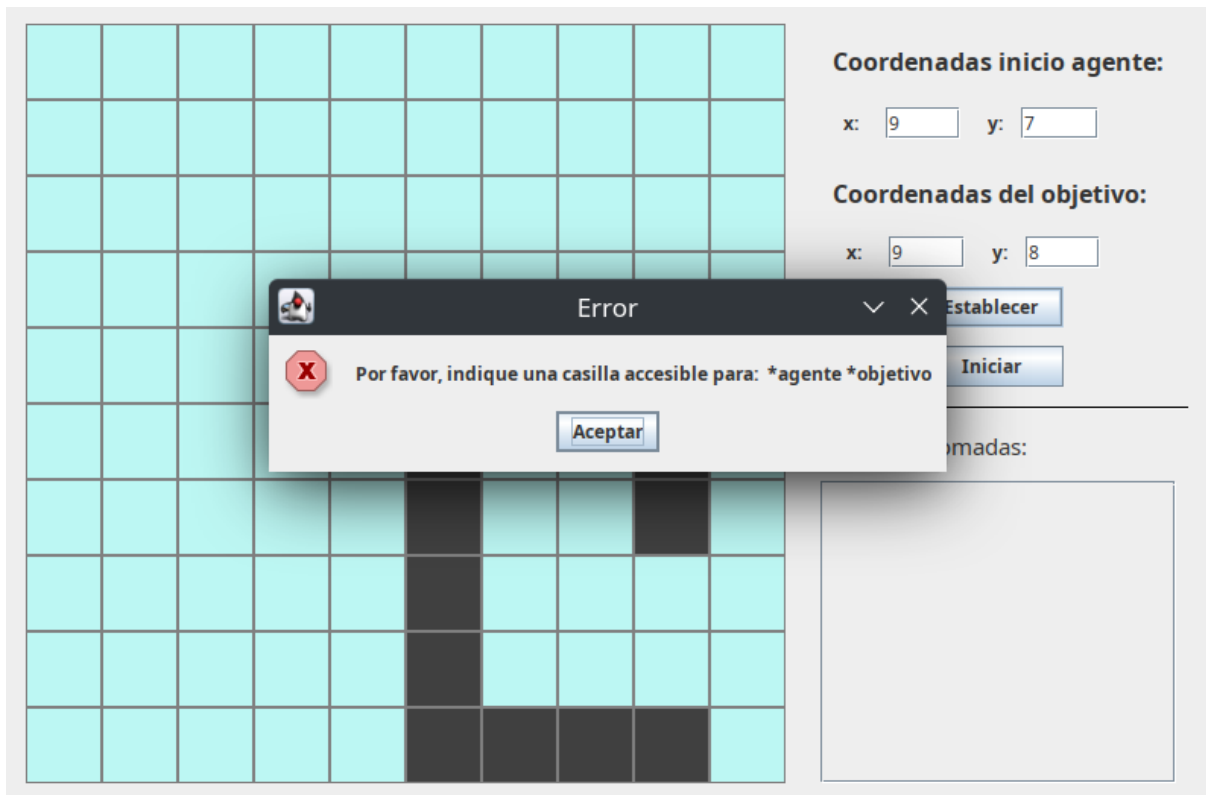 Coordenadas inicio agente:
x: 9 y: 7
Coordenadas del objetivo:
x: 9 y: 8
Error
Establecer
Por favor, indique una casilla accesible para: *agente *objetivo
Iniciar
Aceptar
omadas: